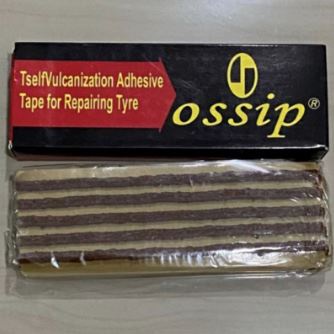 TselfVulcanization Adhesive
Tape for Repairing Tyre
ossip®